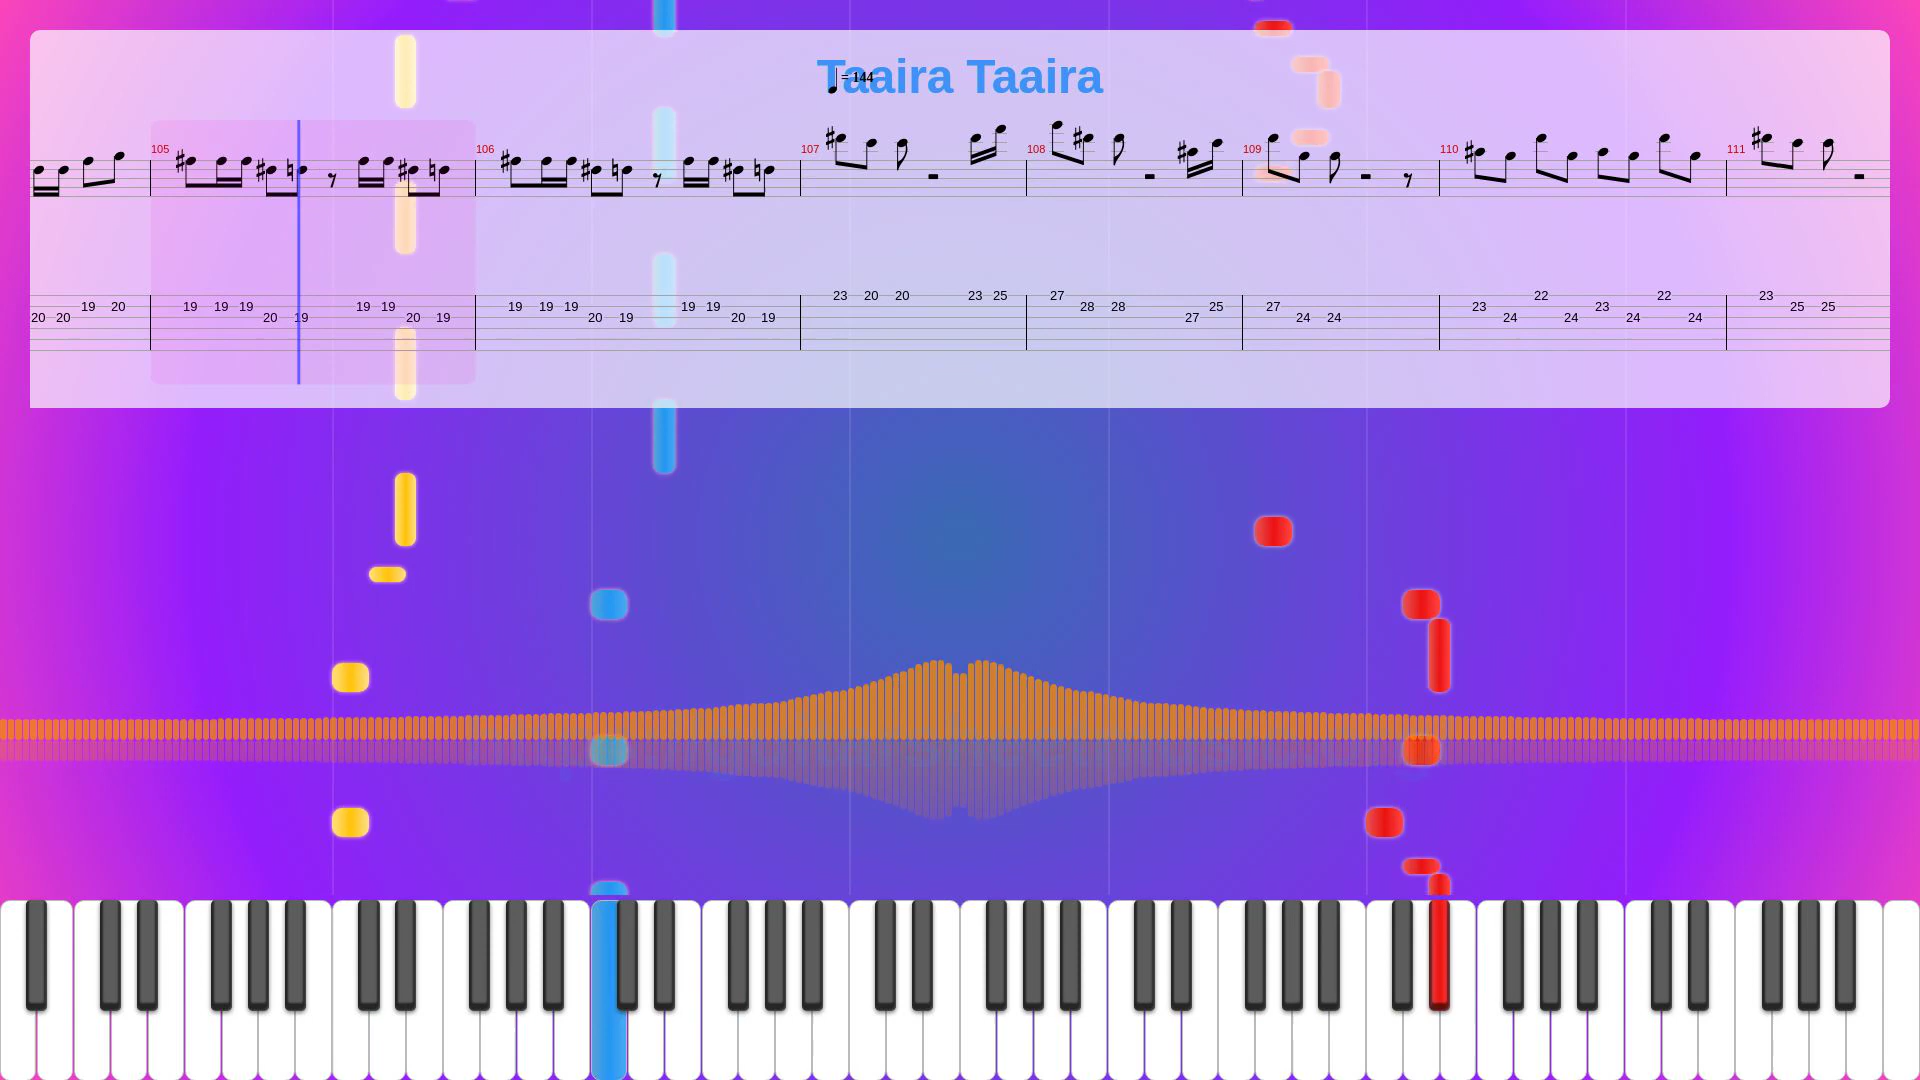 Taaira Taaira
= 144
105 106 107 108 109 110 111
23 20 20 23 25 27 22 22
19 20 19 19 19 19 19 19 19 19 19 19 28 28 25 27 23 23 23 25 25
20 20 20 19 20 19 20 19 20 19 27 24 24 24 24 24 24